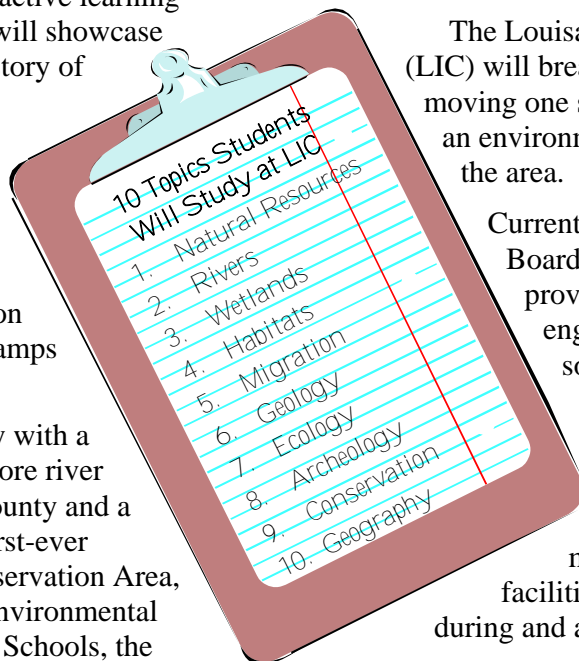 active learning
will showcase
tory of
on
amps
y with a
ore river
ounty and a
rst-ever
servation Area,
nvironmental
Schools, the
10 Topics Students
Will Study at LIC
1. Natural Resources
2. Rivers
3. Wetlands
4. Habitats
5. Migration
6. Geology
7. Ecology
8. Archeology
9. Conservation
10. Geography
The Louisa
(LIC) will brea
moving one s
an environm
the area.
Current
Board
prov
eng
so
n
faciliti
during and a